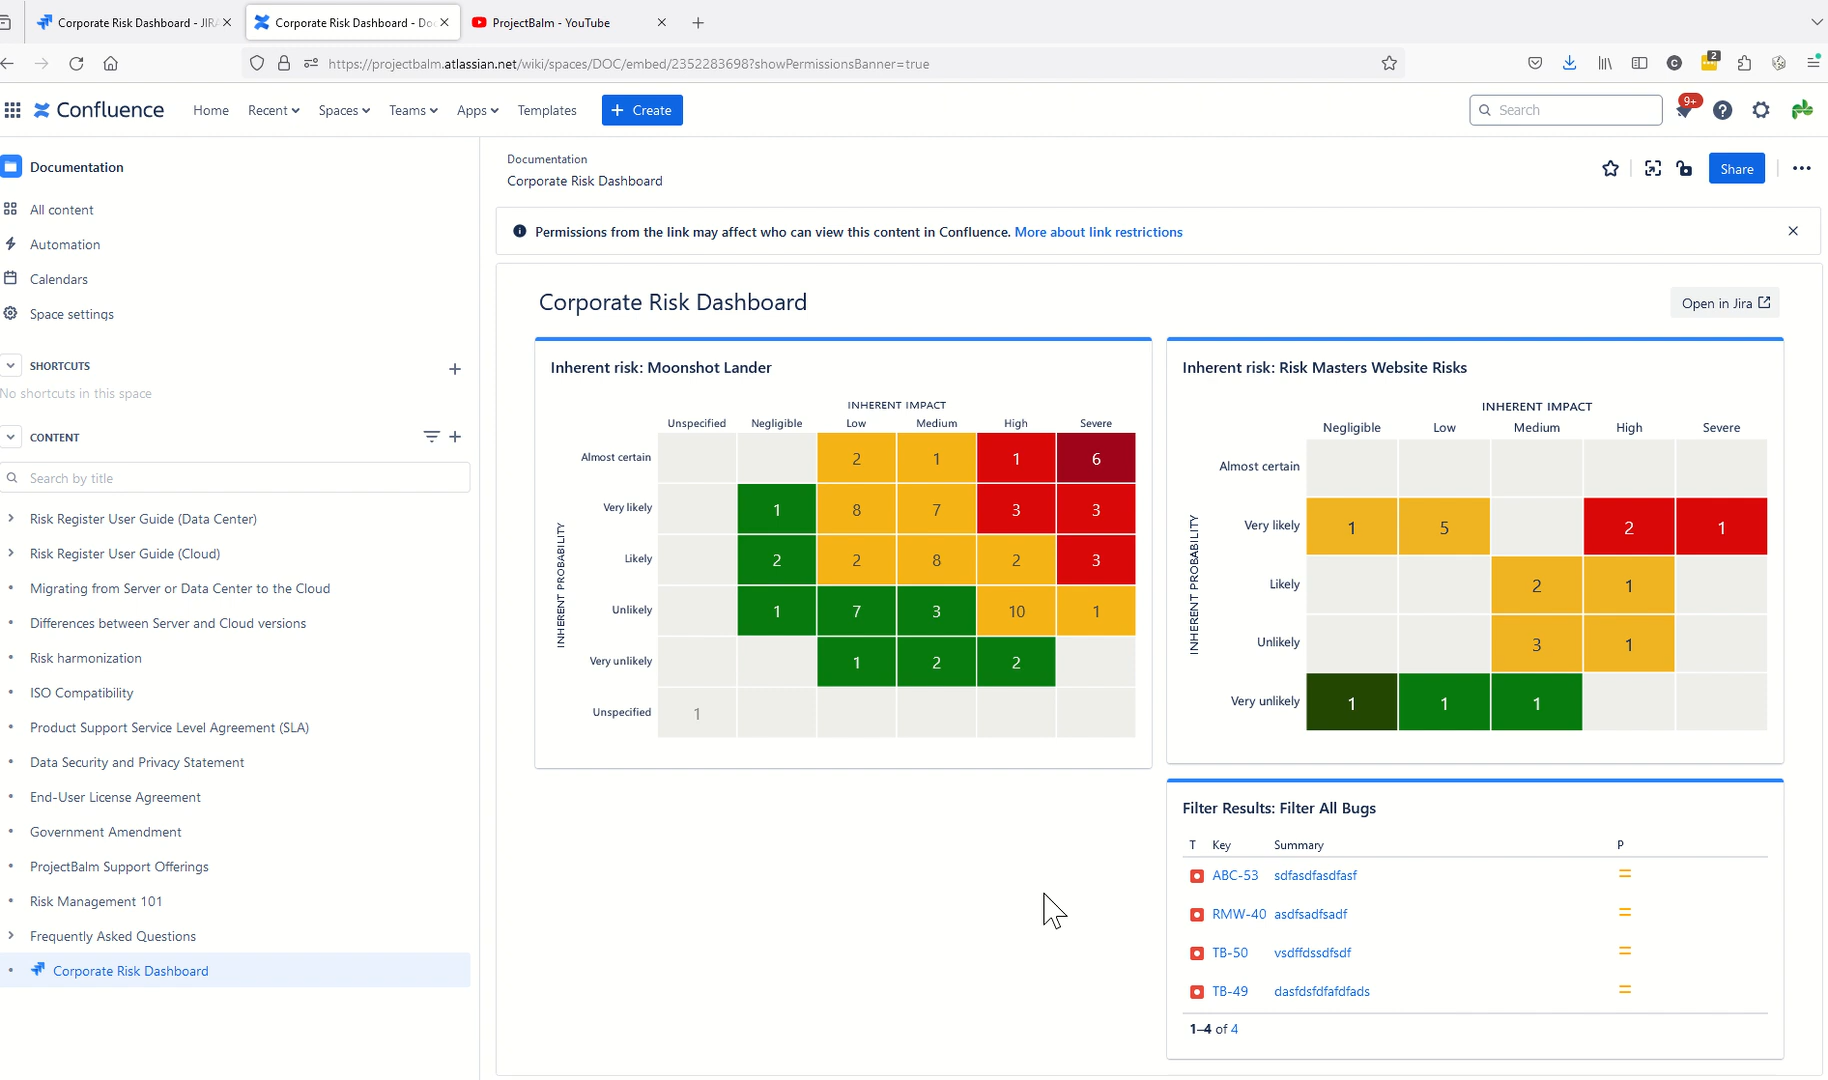 Corporate Risk Dashboard - JIR
Corporate Risk Dashboard - Do
ProjectBalm - YouTube
https://projectbalm.atlassian.net/wiki/spaces/DOC/embed/2352283698?showPermissionsBanner=true
C
2
Confluence
Home
Recent
Spaces
Teams
Apps
Templates
+ Create
Search
9+
?
Documentation
All content
Automation
Calendars
Space settings
SHORTCUTS
No shortcuts in this space
CONTENT
Search by title
Risk Register User Guide (Data Center)
Risk Register User Guide (Cloud)
Migrating from Server or Data Center to the Cloud
Differences between Server and Cloud versions
Risk harmonization
ISO Compatibility
Product Support Service Level Agreement (SLA)
Data Security and Privacy Statement
End-User License Agreement
Government Amendment
ProjectBalm Support Offerings
Risk Management 101
Frequently Asked Questions
Corporate Risk Dashboard
Documentation
Corporate Risk Dashboard
Share
Permissions from the link may affect who can view this content in Confluence. More about link restrictions
Corporate Risk Dashboard
Open in Jira
Inherent risk: Moonshot Lander
INHERENT IMPACT
Unspecified Negligible Low Medium High Severe
INHERENT PROBABILITY
Almost certain 2 1 1 6
Very likely 1 8 7 3 3
Likely 2 2 8 2 3
Unlikely 1 7 3 10 1
Very unlikely 1 2 2
Unspecified 1
Inherent risk: Risk Masters Website Risks
INHERENT IMPACT
Negligible Low Medium High Severe
INHERENT PROBABILITY
Almost certain
Very likely 1 5 2 1
Likely 2 1
Unlikely 3 1
Very unlikely 1 1 1
Filter Results: Filter All Bugs
T Key Summary P
ABC-53 sdfasdfasdfasf
RMW-40 asdfsadfsadf
TB-50 vsdffdssdfsdf
TB-49 dasfdsfdfafdfads
1–4 of 4